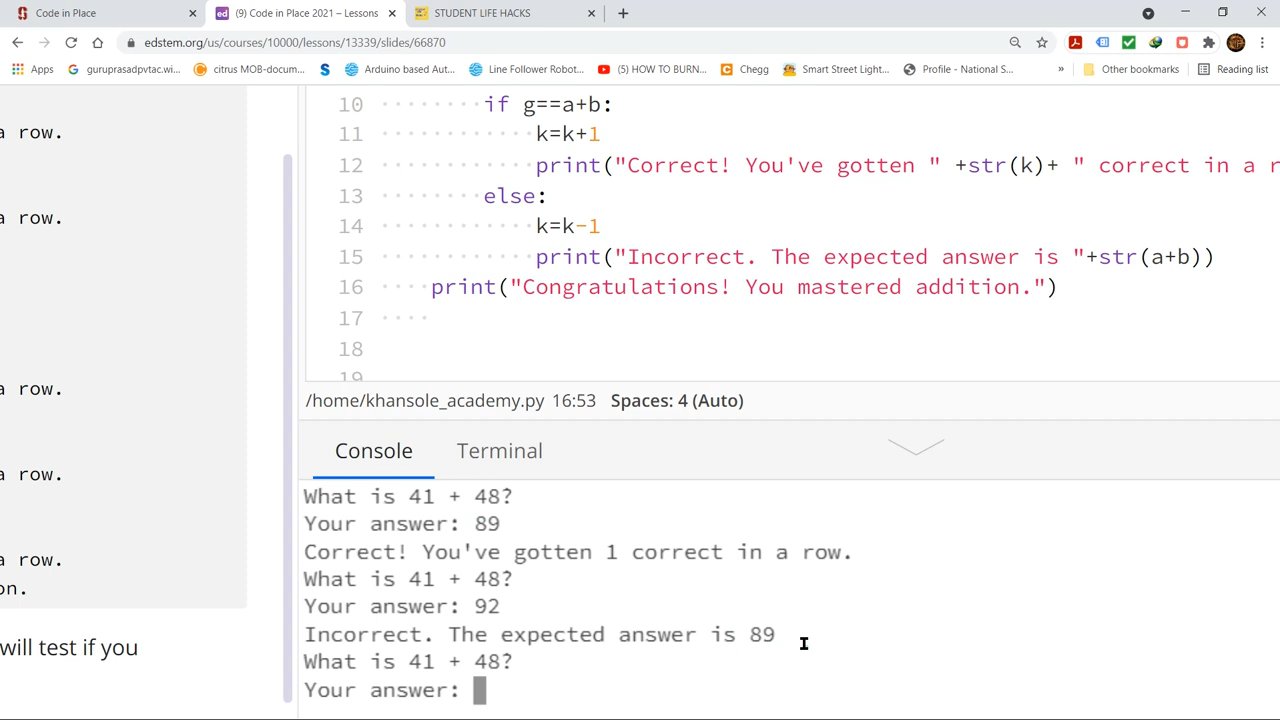 Code in Place
(9) Code in Place 2021 – Lessons
STUDENT LIFE HACKS
edstem.org/us/courses/10000/lessons/13339/slides/66870
Apps
guruprasadpvtac.wi...
citrus MOB-docum...
Arduino based Aut...
Line Follower Robot...
(5) HOW TO BURN...
Chegg
Smart Street Light...
Profile - National S...
»
Other bookmarks
Reading list
a row.
a row.
a row.
a row.
a row.
on.
will test if you
10 if g==a+b:
11 k=k+1
12 print("Correct! You've gotten " +str(k)+ " correct in a r
13 else:
14 k=k-1
15 print("Incorrect. The expected answer is "+str(a+b))
16 print("Congratulations! You mastered addition.")
17
18
19
/home/khansole_academy.py 16:53 Spaces: 4 (Auto)
Console Terminal
What is 41 + 48?
Your answer: 89
Correct! You've gotten 1 correct in a row.
What is 41 + 48?
Your answer: 92
Incorrect. The expected answer is 89
What is 41 + 48?
Your answer: